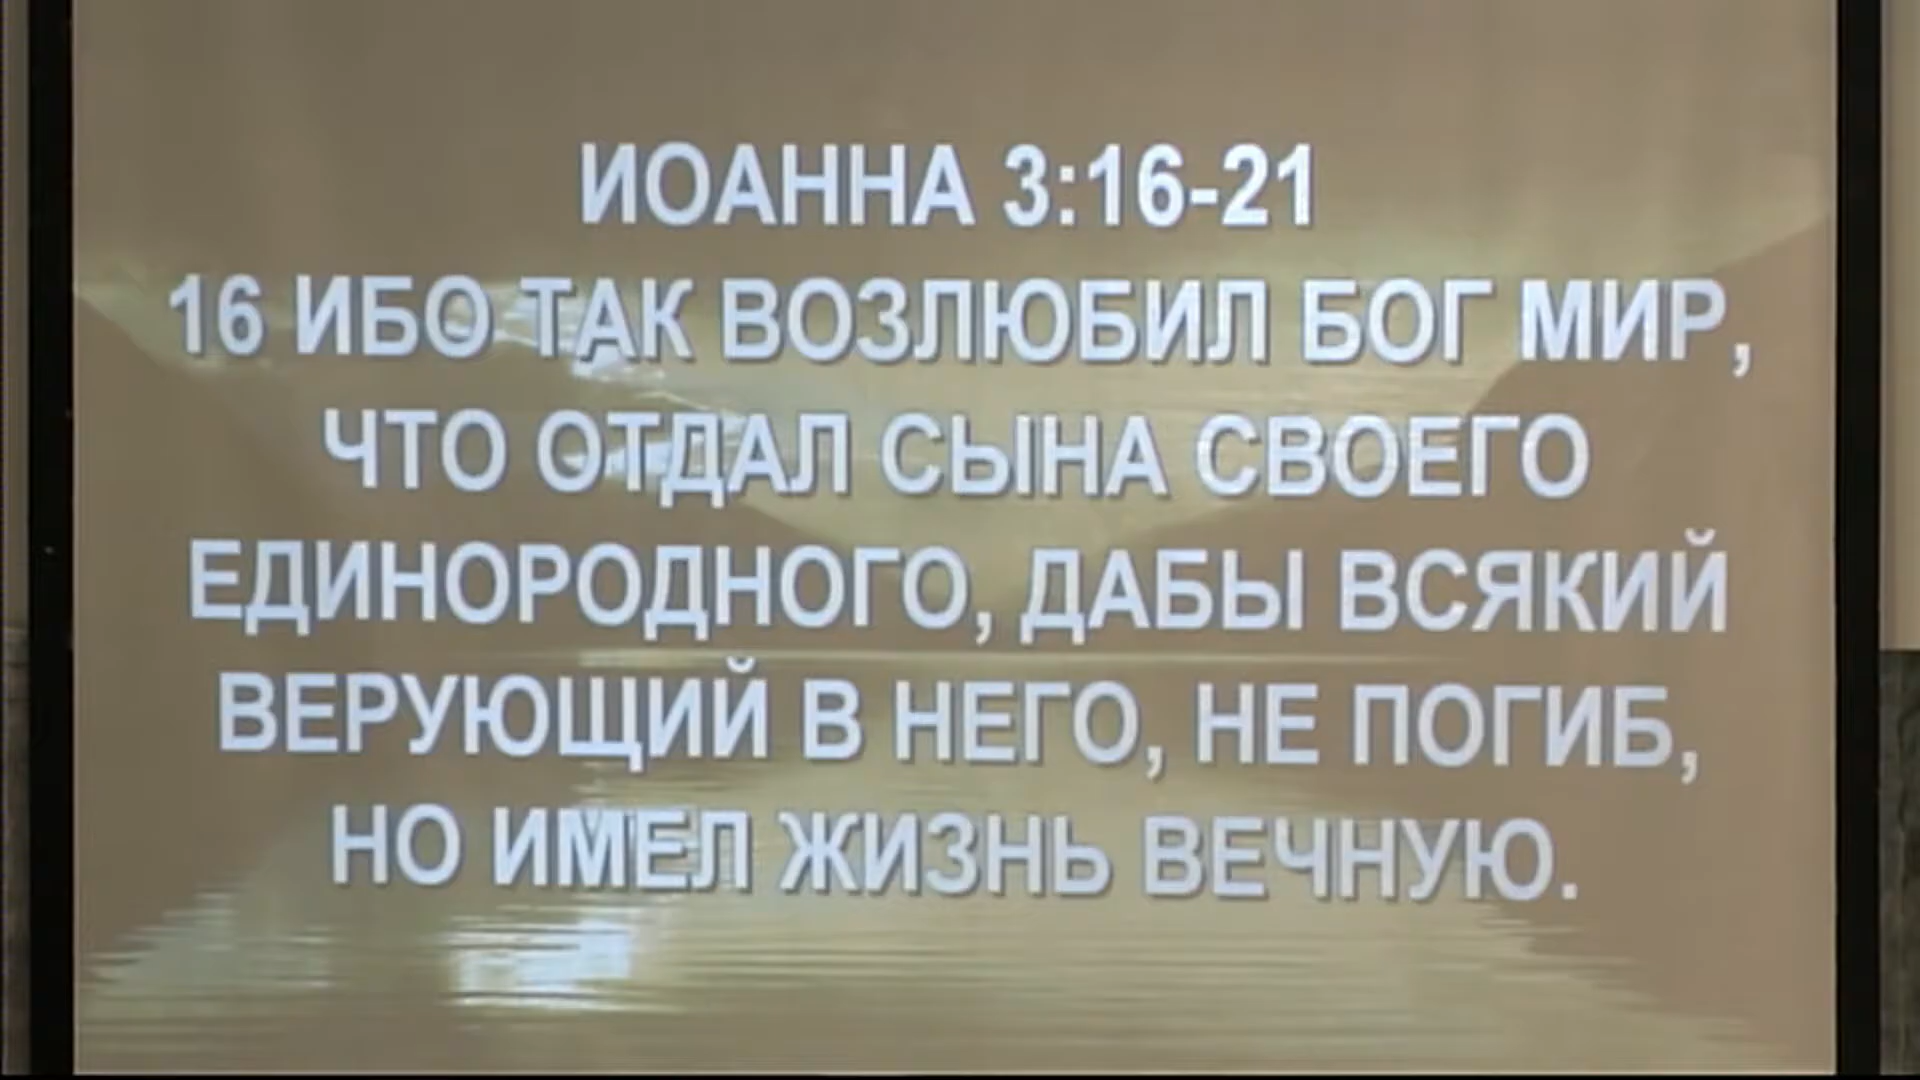 ИОАННА 3:16-21
16 ИБО ТАК ВОЗЛЮБИЛ БОГ МИР,
ЧТО ОТДАЛ СЫНА СВОЕГО
ЕДИНОРОДНОГО, ДАБЫ ВСЯКИЙ
ВЕРУЮЩИЙ В НЕГО, НЕ ПОГИБ,
НО ИМЕЛ ЖИЗНЬ ВЕЧНУЮ.